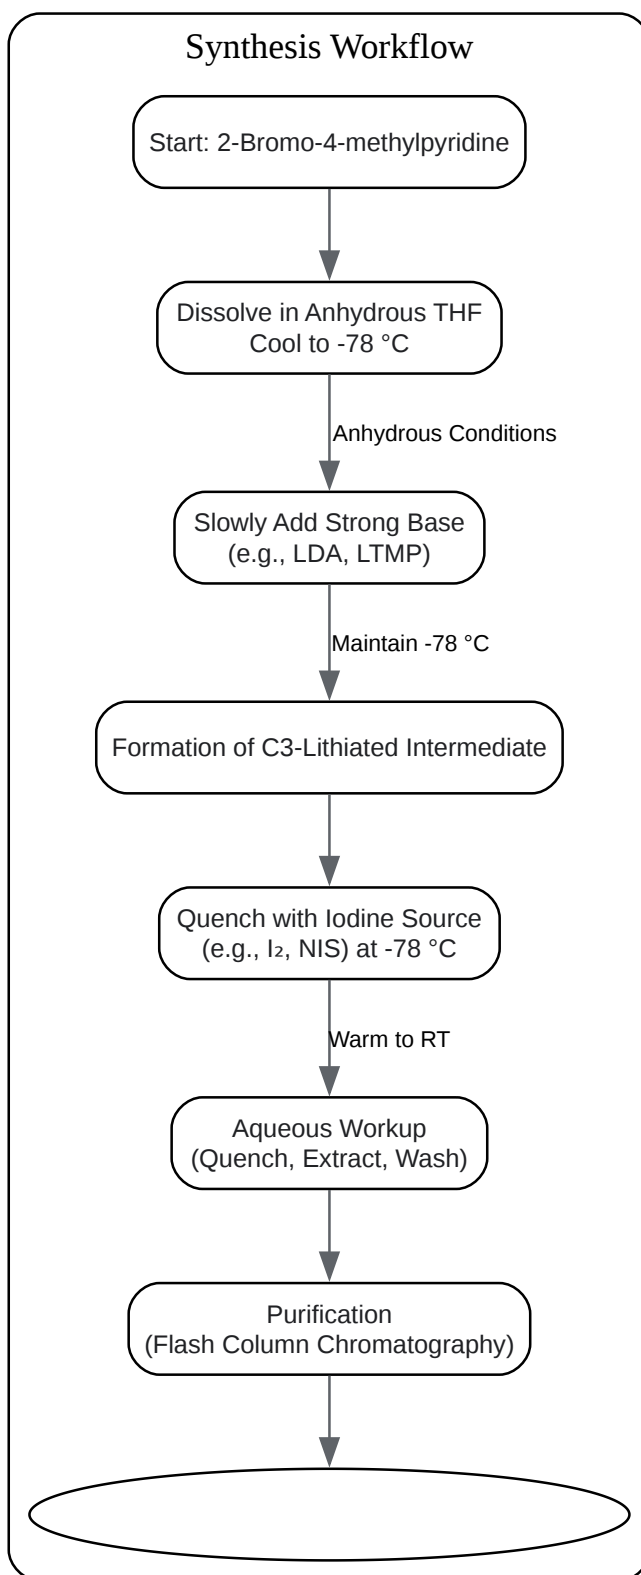 Synthesis Workflow
Start: 2-Bromo-4-methylpyridine
Dissolve in Anhydrous THF
Cool to -78 °C
Anhydrous Conditions
Slowly Add Strong Base
(e.g., LDA, LTMP)
Maintain -78 °C
Formation of C3-Lithiated Intermediate
Quench with Iodine Source
(e.g., I₂, NIS) at -78 °C
Warm to RT
Aqueous Workup
(Quench, Extract, Wash)
Purification
(Flash Column Chromatography)